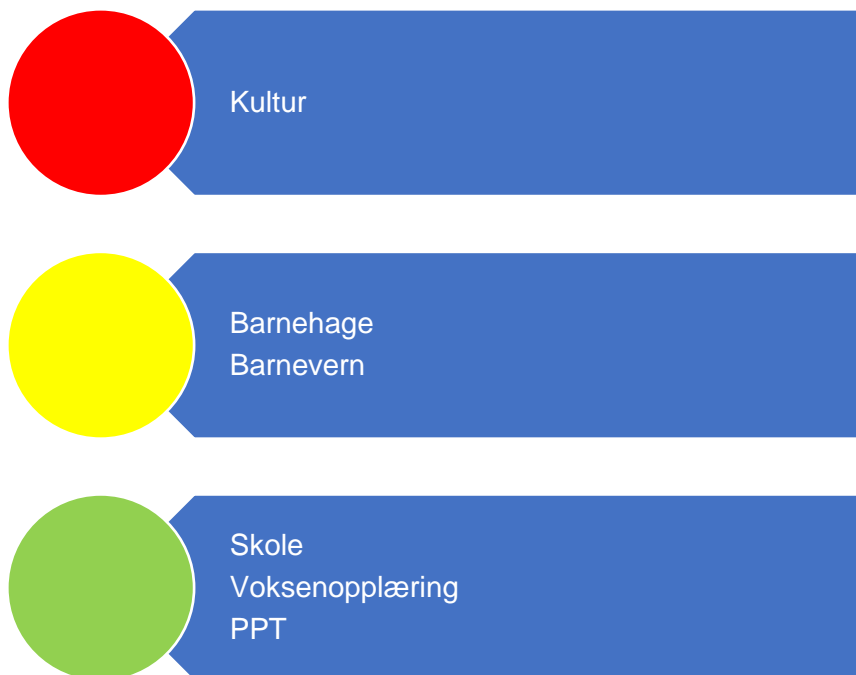 Kultur
Barnehage
Barnevern
Skole
Voksenopplæring
PPT